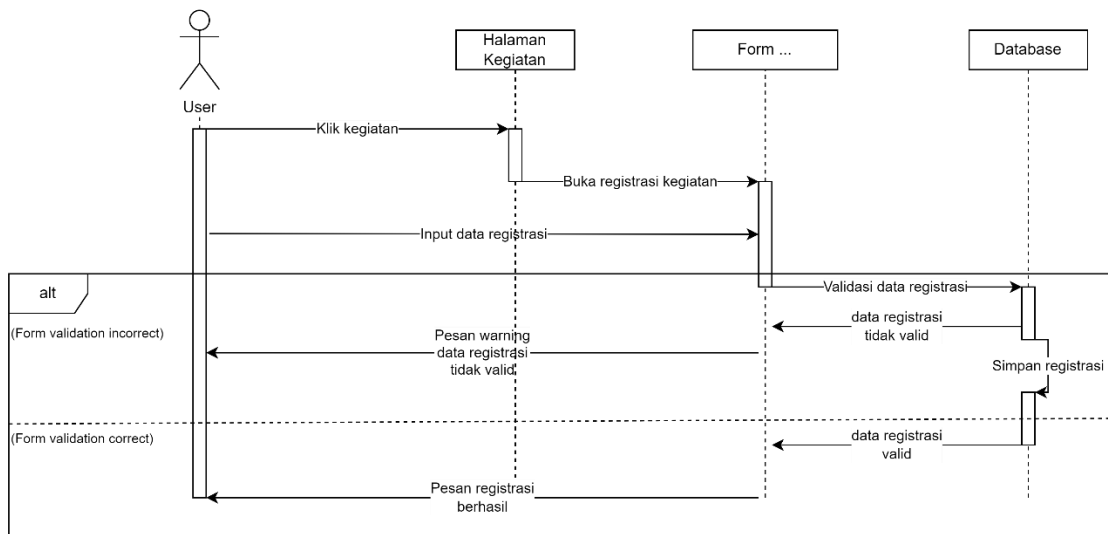 Halaman
Kegiatan
Form ...
Database
User
Klik kegiatan
Buka registrasi kegiatan
Input data registrasi
alt
Validasi data registrasi
(Form validation incorrect)
data registrasi
tidak valid
Pesan warning
data registrasi
tidak valid
Simpan registrasi
(Form validation correct)
data registrasi
valid
Pesan registrasi
berhasil